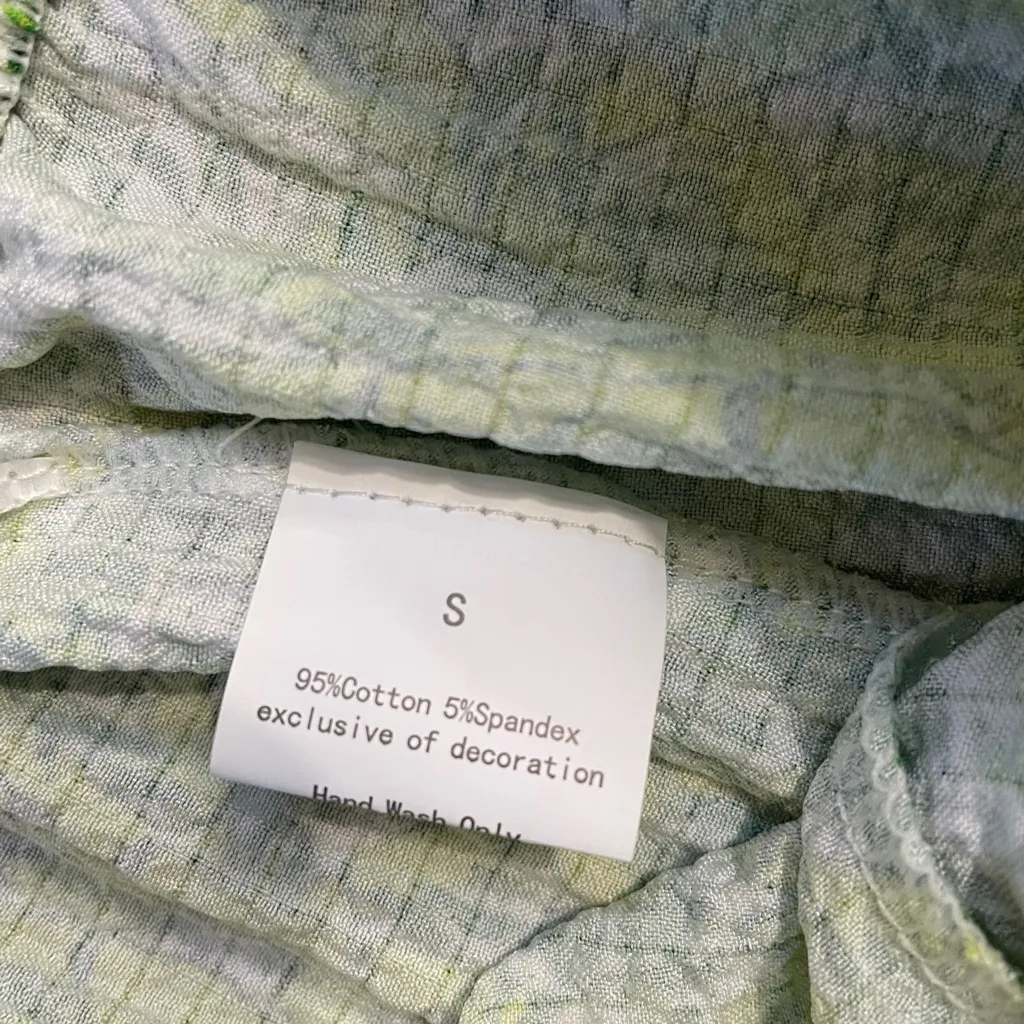 S
95%Cotton 5%Spandex
exclusive of decoration
Hand Wash Only